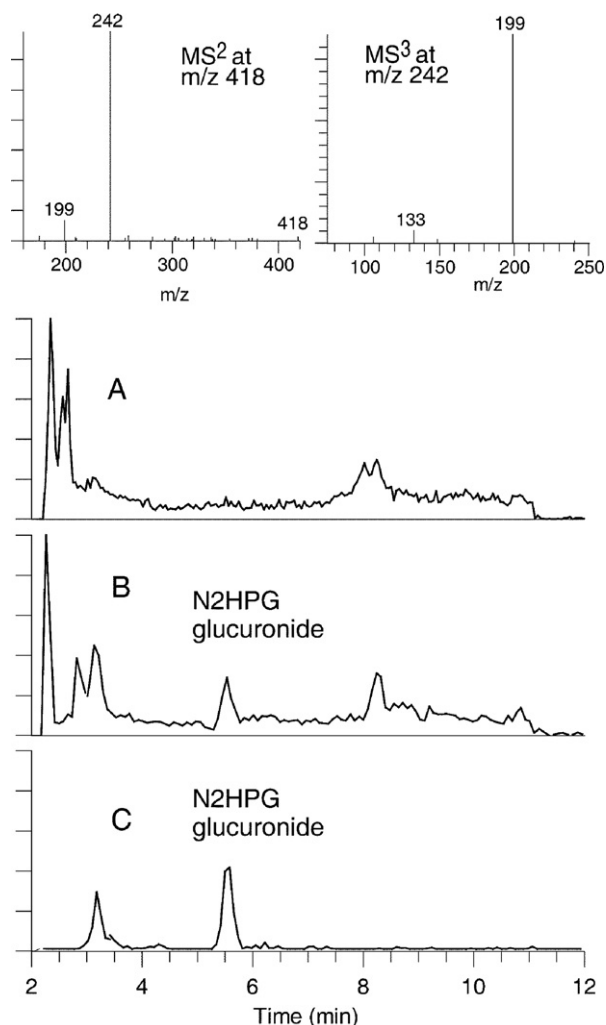 242
MS2 at
m/z 418
199
418
200
300
400
m/z
199
MS3 at
m/z 242
133
100
150
200
250
m/z
A
B
N2HPG
glucuronide
C
N2HPG
glucuronide
2
4
6
8
10
12
Time (min)